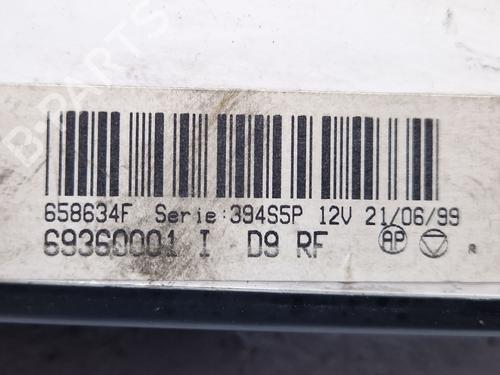 B-PARTS
658634F Serie:394S5P 12V 21/06/99
69360001 I D9 RF AP
R